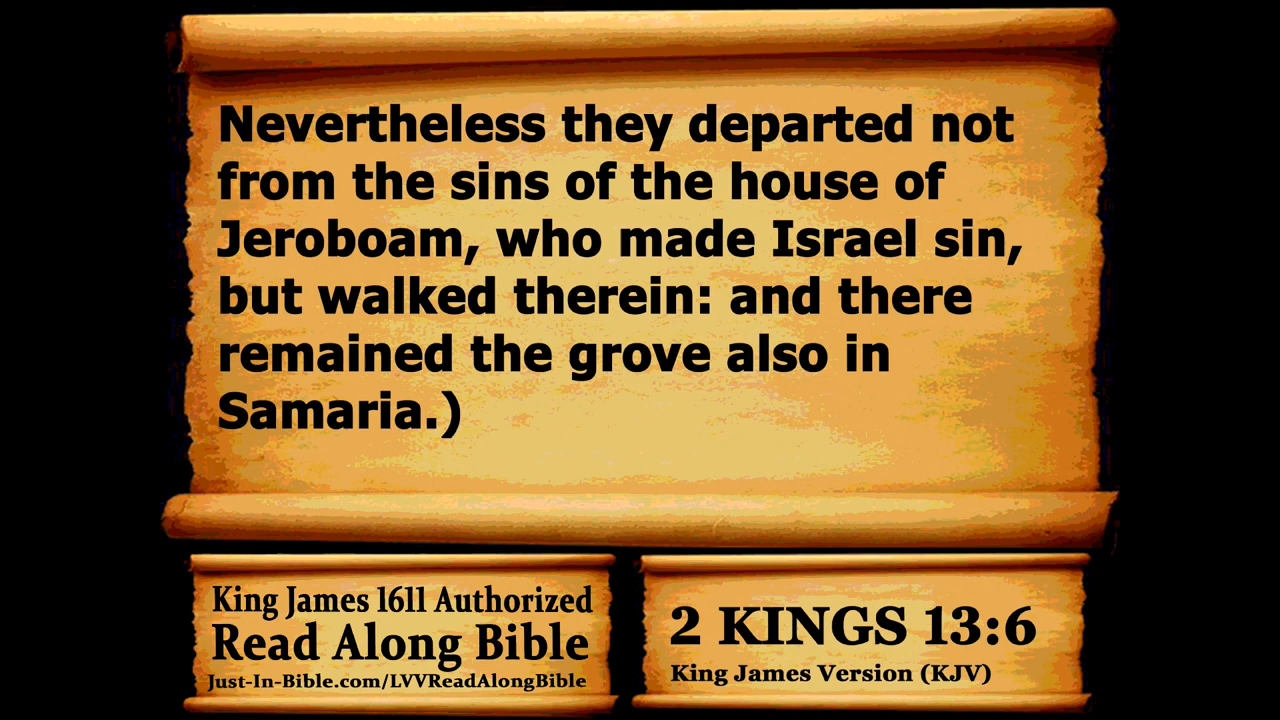 Nevertheless they departed not
from the sins of the house of
Jeroboam, who made Israel sin,
but walked therein: and there
remained the grove also in
Samaria.)
King James 1611 Authorized
Read Along Bible
Just-In-Bible.com/LVVReadAlongBible
2 KINGS 13:6
King James Version (KJV)